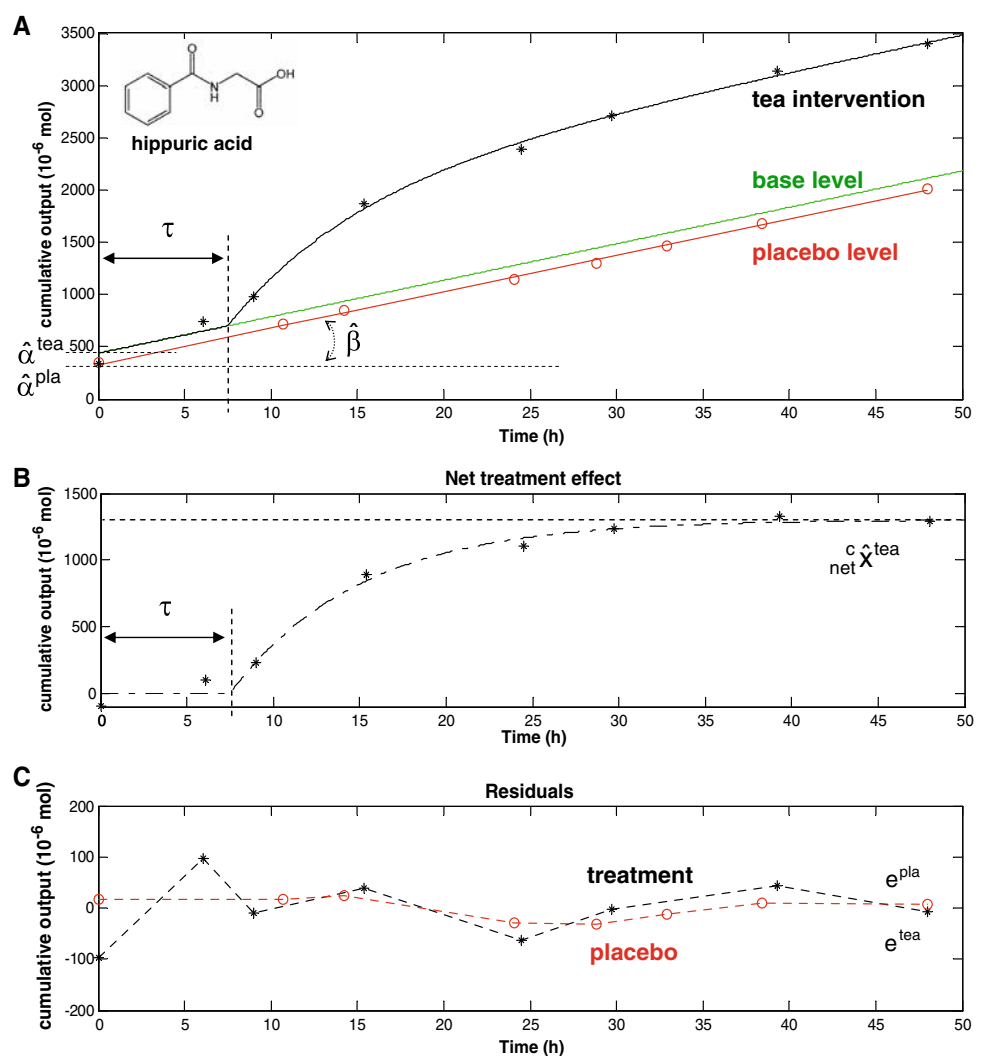 A
3500
3000
2500
2000
1500
1000
500
0
cumulative output (10⁻⁶ mol)
O
N
H
OH
O
hippuric acid
tea intervention
base level
placebo level
τ
β̂
α̂ᵗᵉᵃ
α̂ᵖˡᵃ
0 5 10 15 20 25 30 35 40 45 50
Time (h)
B
Net treatment effect
1500
1000
500
0
cumulative output (10⁻⁶ mol)
τ
c
net x̂ᵗᵉᵃ
0 5 10 15 20 25 30 35 40 45 50
Time (h)
C
Residuals
200
100
0
-100
-200
cumulative output (10⁻⁶ mol)
treatment
placebo
eᵖˡᵃ
eᵗᵉᵃ
0 5 10 15 20 25 30 35 40 45 50
Time (h)